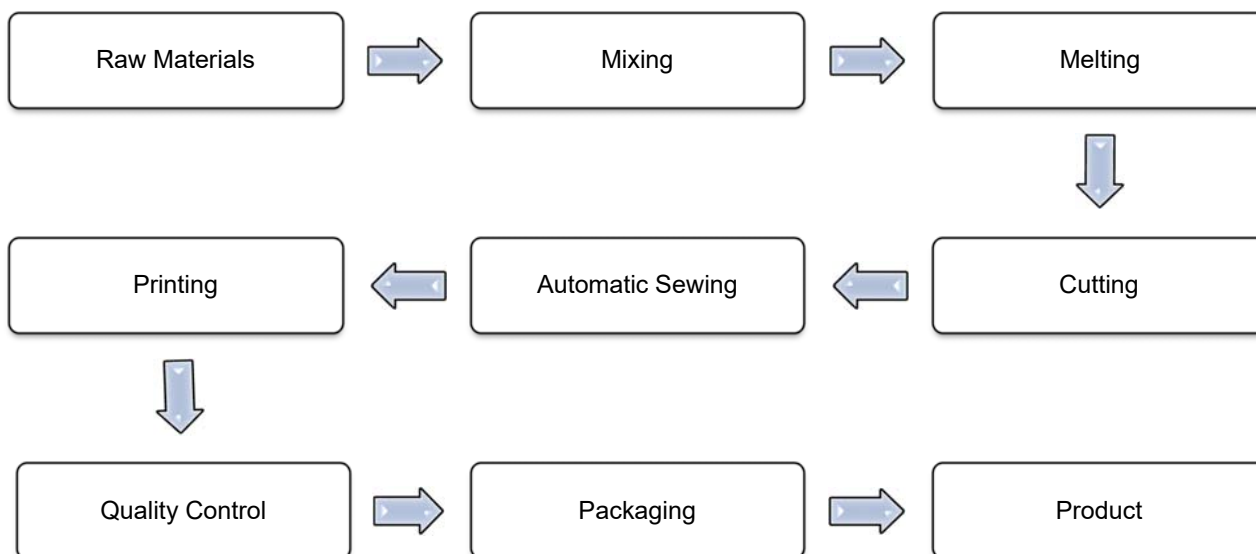 Raw Materials
Mixing
Melting
Cutting
Automatic Sewing
Printing
Quality Control
Packaging
Product